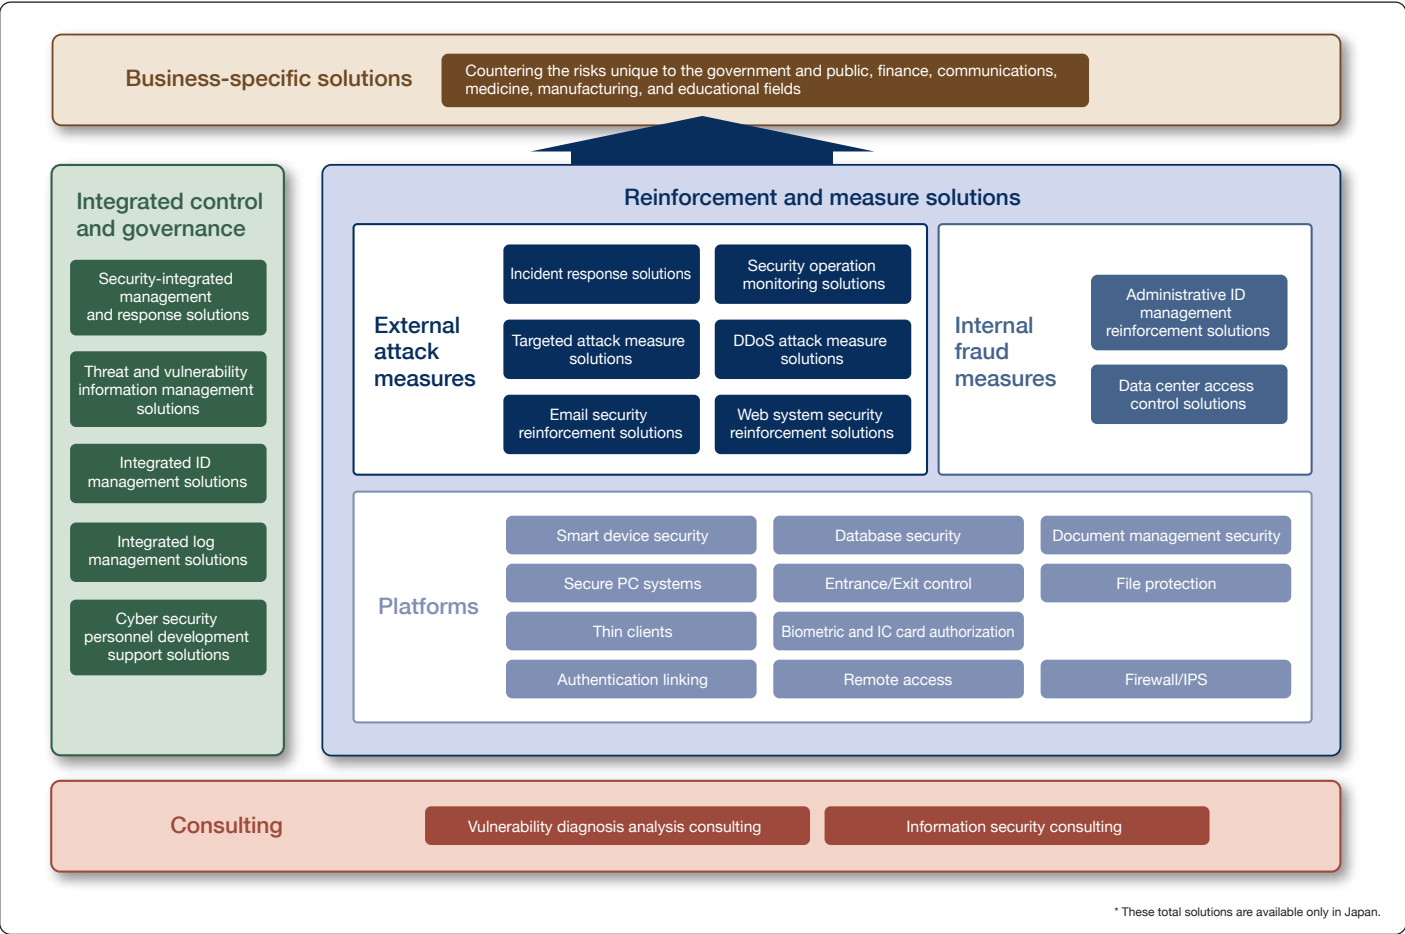 Business-specific solutions
Countering the risks unique to the government and public, finance, communications,
medicine, manufacturing, and educational fields
Integrated control
and governance
Security-integrated
management
and response solutions
Threat and vulnerability
information management
solutions
Integrated ID
management solutions
Integrated log
management solutions
Cyber security
personnel development
support solutions
Reinforcement and measure solutions
External
attack
measures
Incident response solutions
Security operation
monitoring solutions
Targeted attack measure
solutions
DDoS attack measure
solutions
Email security
reinforcement solutions
Web system security
reinforcement solutions
Internal
fraud
measures
Administrative ID
management
reinforcement solutions
Data center access
control solutions
Platforms
Smart device security
Database security
Document management security
Secure PC systems
Entrance/Exit control
File protection
Thin clients
Biometric and IC card authorization
Authentication linking
Remote access
Firewall/IPS
Consulting
Vulnerability diagnosis analysis consulting
Information security consulting
* These total solutions are available only in Japan.